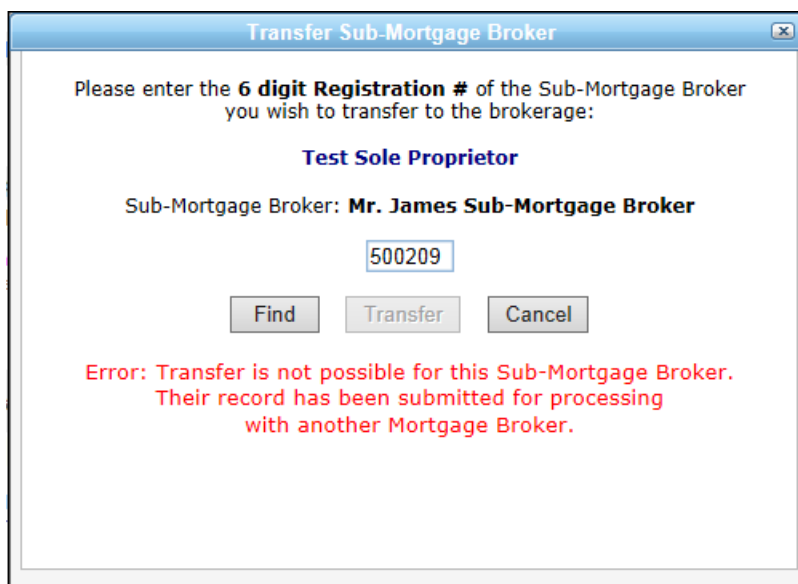 Transfer Sub-Mortgage Broker
Please enter the 6 digit Registration # of the Sub-Mortgage Broker
you wish to transfer to the brokerage:
Test Sole Proprietor
Sub-Mortgage Broker: Mr. James Sub-Mortgage Broker
500209
Find Transfer Cancel
Error: Transfer is not possible for this Sub-Mortgage Broker.
Their record has been submitted for processing
with another Mortgage Broker.